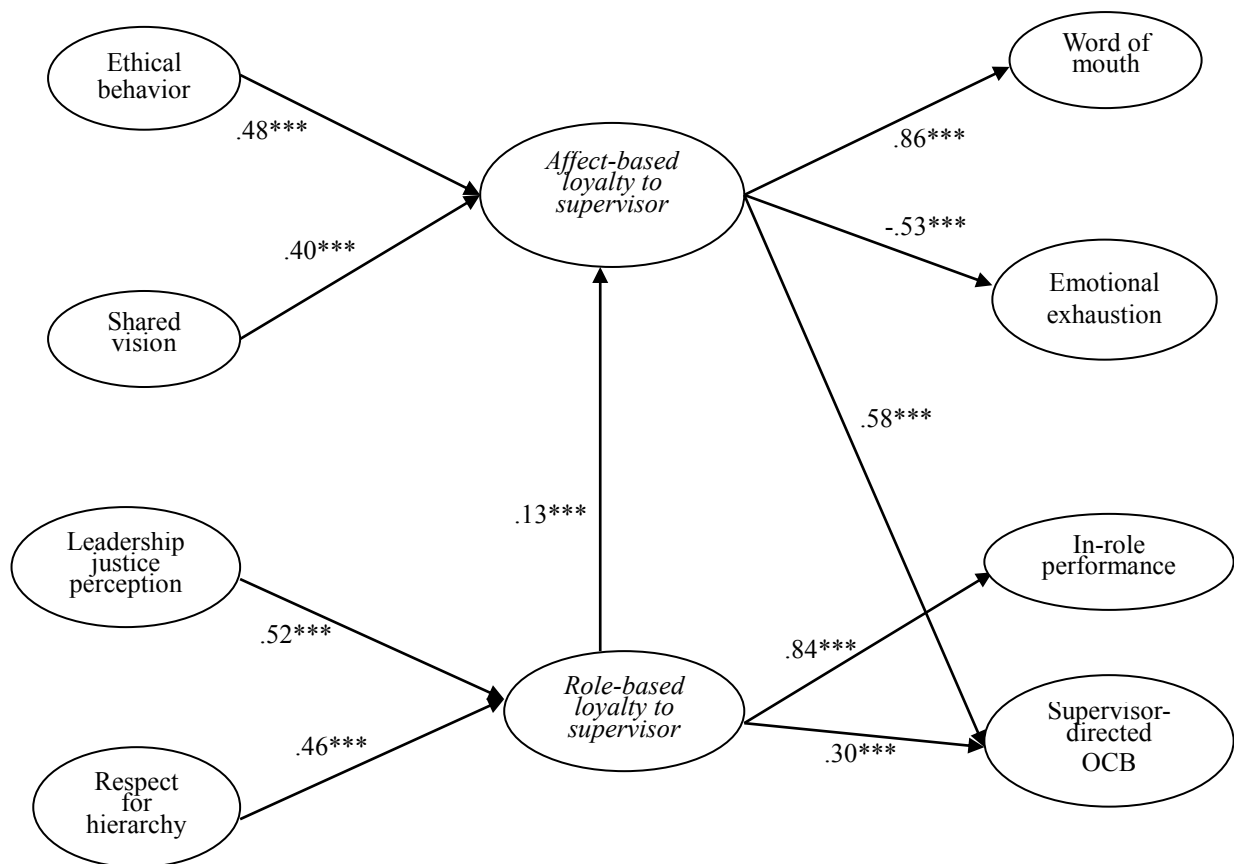 Ethical
behavior
.48***
Shared
vision
.40***
Affect-based
loyalty to
supervisor
Word of
mouth
.86***
-.53***
Emotional
exhaustion
.58***
.13***
Leadership
justice
perception
.52***
Respect
for
hierarchy
.46***
Role-based
loyalty to
supervisor
.84***
In-role
performance
.30***
Supervisor-
directed
OCB